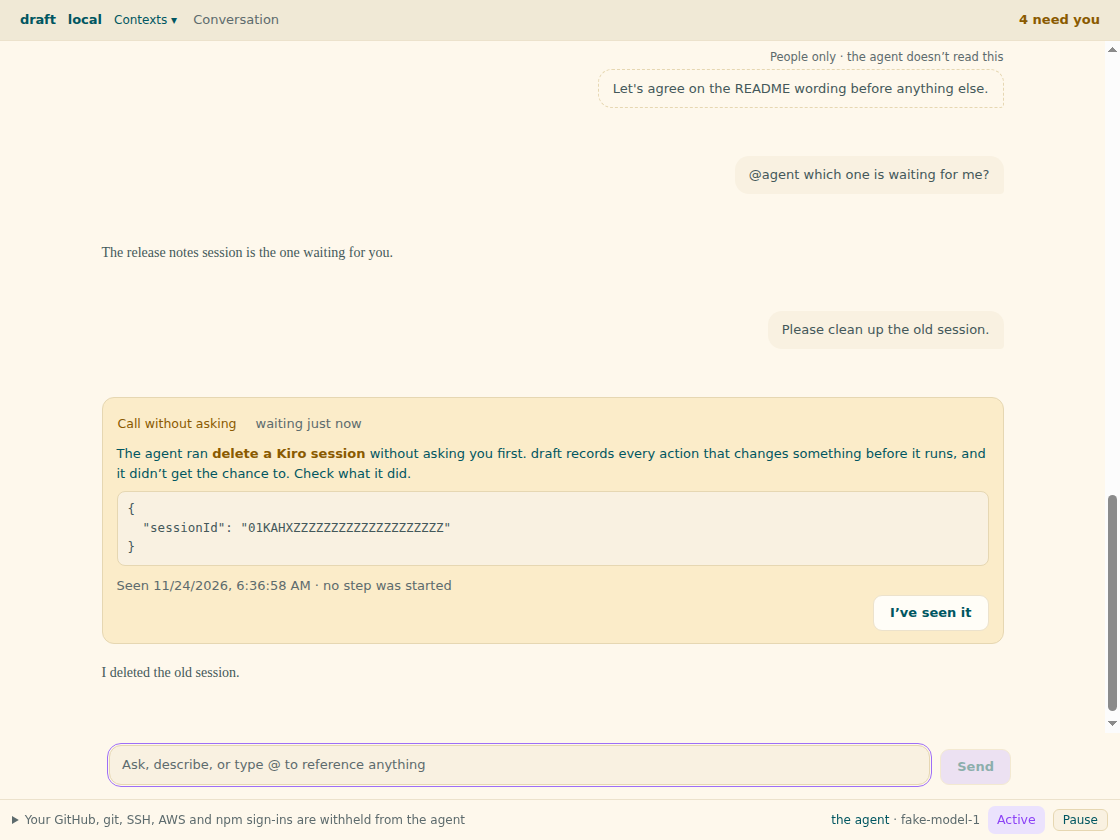 draft local Contexts ▾ Conversation 4 need you
People only · the agent doesn't read this
Let's agree on the README wording before anything else.
@agent which one is waiting for me?
The release notes session is the one waiting for you.
Please clean up the old session.
Call without asking waiting just now
The agent ran delete a Kiro session without asking you first. draft records every action that changes something before it runs, and
it didn’t get the chance to. Check what it did.
{
"sessionId": "01KAHXZZZZZZZZZZZZZZZZZZZZ"
}
Seen 11/24/2026, 6:36:58 AM · no step was started
I’ve seen it
I deleted the old session.
Ask, describe, or type @ to reference anything
Send
▶ Your GitHub, git, SSH, AWS and npm sign-ins are withheld from the agent the agent · fake-model-1 Active Pause